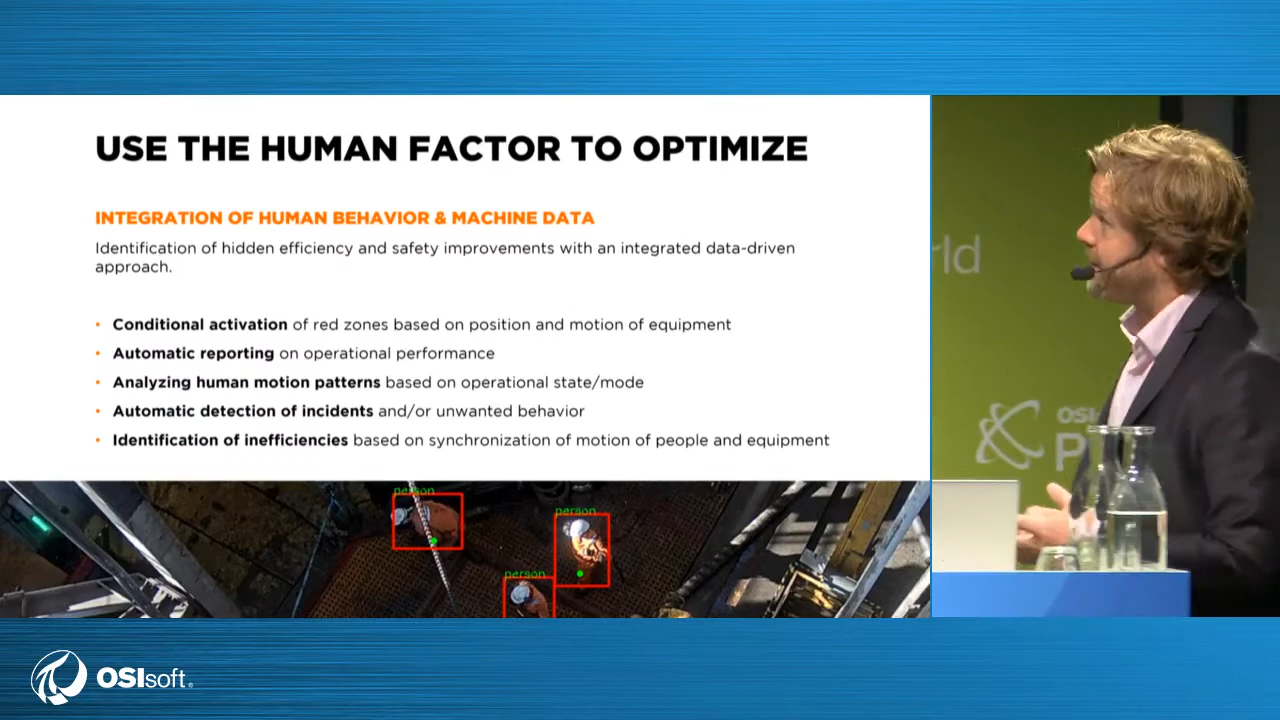 USE THE HUMAN FACTOR TO OPTIMIZE
INTEGRATION OF HUMAN BEHAVIOR & MACHINE DATA
Identification of hidden efficiency and safety improvements with an integrated data-driven
approach.
• Conditional activation of red zones based on position and motion of equipment
• Automatic reporting on operational performance
• Analyzing human motion patterns based on operational state/mode
• Automatic detection of incidents and/or unwanted behavior
• Identification of inefficiencies based on synchronization of motion of people and equipment
person
person
person
rld
OSI
P
OSIsoft.